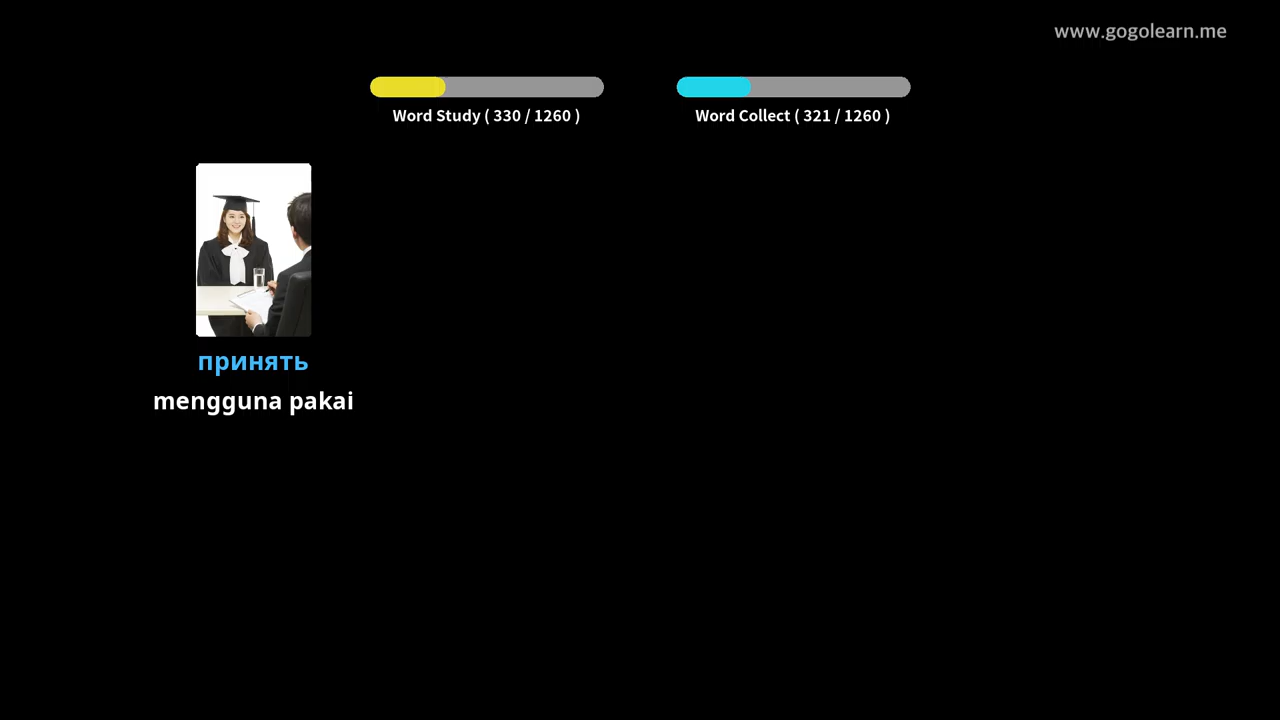 www.gogolearn.me
Word Study ( 330 / 1260 )
Word Collect ( 321 / 1260 )
принять
mengguna pakai